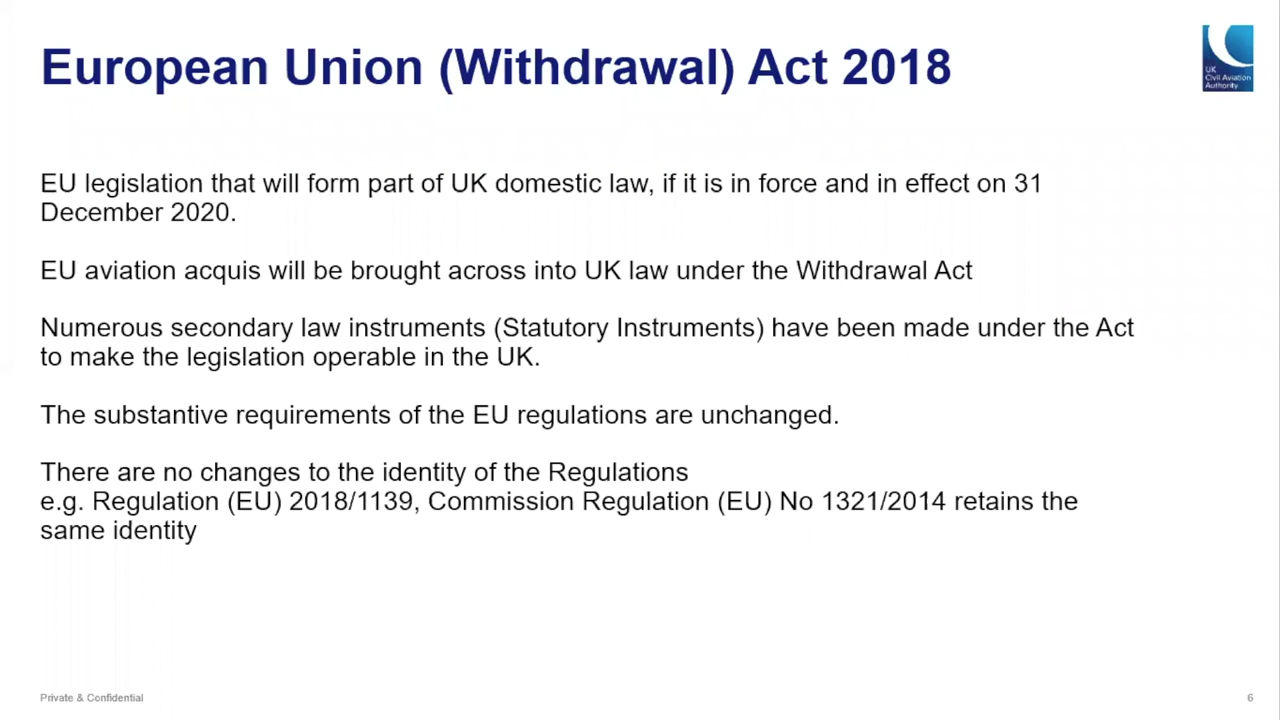 European Union (Withdrawal) Act 2018
UK
Civil Aviation
Authority
EU legislation that will form part of UK domestic law, if it is in force and in effect on 31
December 2020.
EU aviation acquis will be brought across into UK law under the Withdrawal Act
Numerous secondary law instruments (Statutory Instruments) have been made under the Act
to make the legislation operable in the UK.
The substantive requirements of the EU regulations are unchanged.
There are no changes to the identity of the Regulations
e.g. Regulation (EU) 2018/1139, Commission Regulation (EU) No 1321/2014 retains the
same identity
Private & Confidential
6